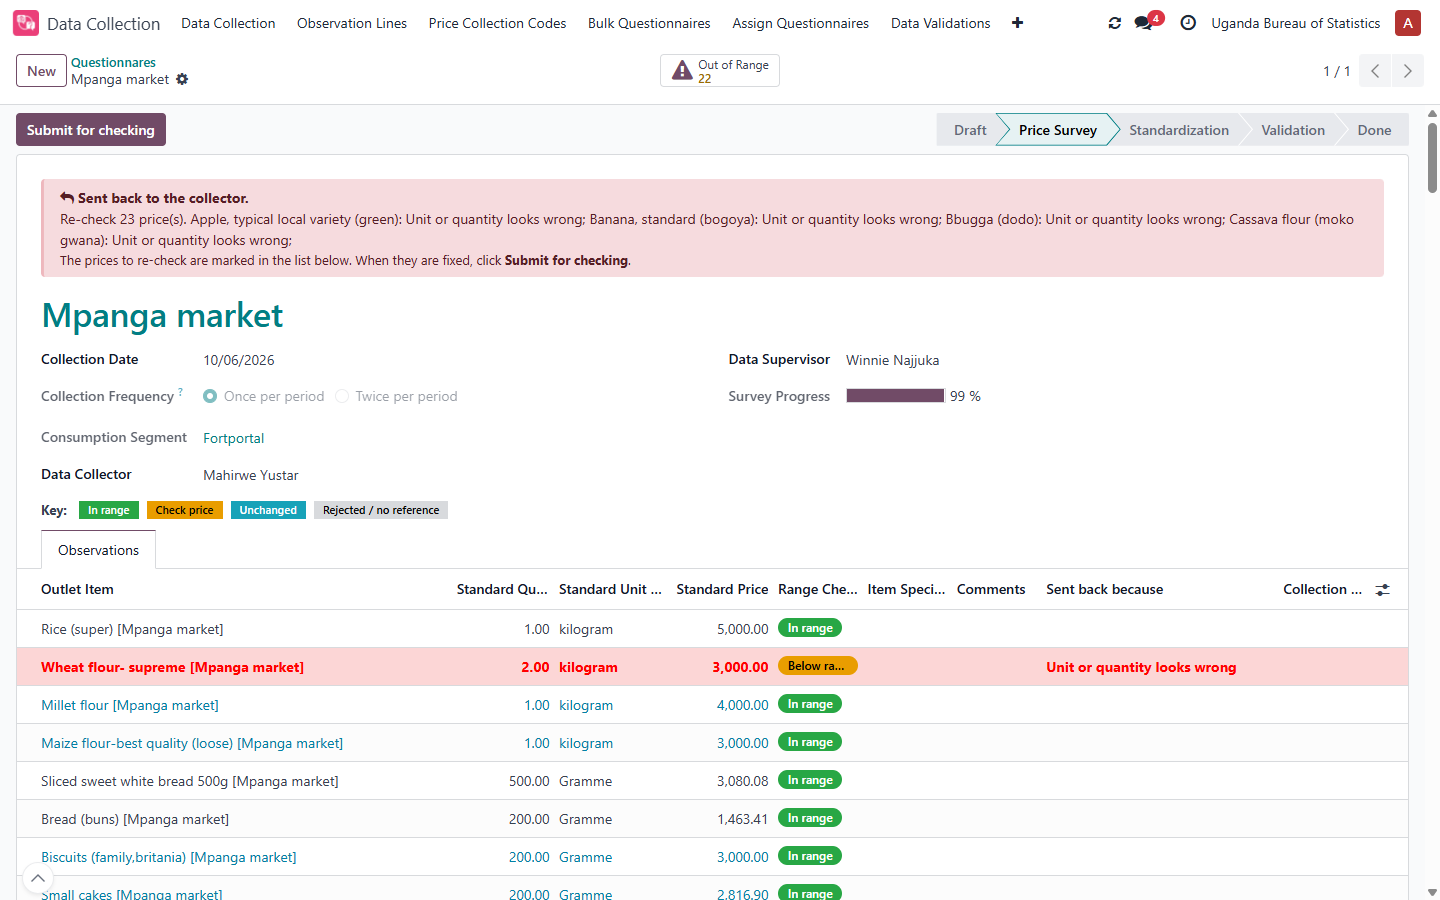 Data Collection
Data Collection Observation Lines Price Collection Codes Bulk Questionnaires Assign Questionnaires Data Validations
4
Uganda Bureau of Statistics
A
New
Questionnares
Mpanga market
Out of Range
22
1 / 1
Submit for checking
Draft Price Survey Standardization Validation Done
Sent back to the collector.
Re-check 23 price(s). Apple, typical local variety (green): Unit or quantity looks wrong; Banana, standard (bogoya): Unit or quantity looks wrong; Bbugga (dodo): Unit or quantity looks wrong; Cassava flour (moko
gwana): Unit or quantity looks wrong;
The prices to re-check are marked in the list below. When they are fixed, click Submit for checking.
Mpanga market
Collection Date 10/06/2026
Data Supervisor Winnie Najjuka
Collection Frequency ? Once per period Twice per period
Survey Progress 99 %
Consumption Segment Fortportal
Data Collector Mahirwe Yustar
Key: In range Check price Unchanged Rejected / no reference
Observations
Outlet Item Standard Qu... Standard Unit ... Standard Price Range Che... Item Speci... Comments Sent back because Collection ...
Rice (super) [Mpanga market] 1.00 kilogram 5,000.00 In range
Wheat flour- supreme [Mpanga market] 2.00 kilogram 3,000.00 Below ra... Unit or quantity looks wrong
Millet flour [Mpanga market] 1.00 kilogram 4,000.00 In range
Maize flour-best quality (loose) [Mpanga market] 1.00 kilogram 3,000.00 In range
Sliced sweet white bread 500g [Mpanga market] 500.00 Gramme 3,080.08 In range
Bread (buns) [Mpanga market] 200.00 Gramme 1,463.41 In range
Biscuits (family,britania) [Mpanga market] 200.00 Gramme 3,000.00 In range
Small cakes [Mpanga market] 200.00 Gramme 2,816.90 In range